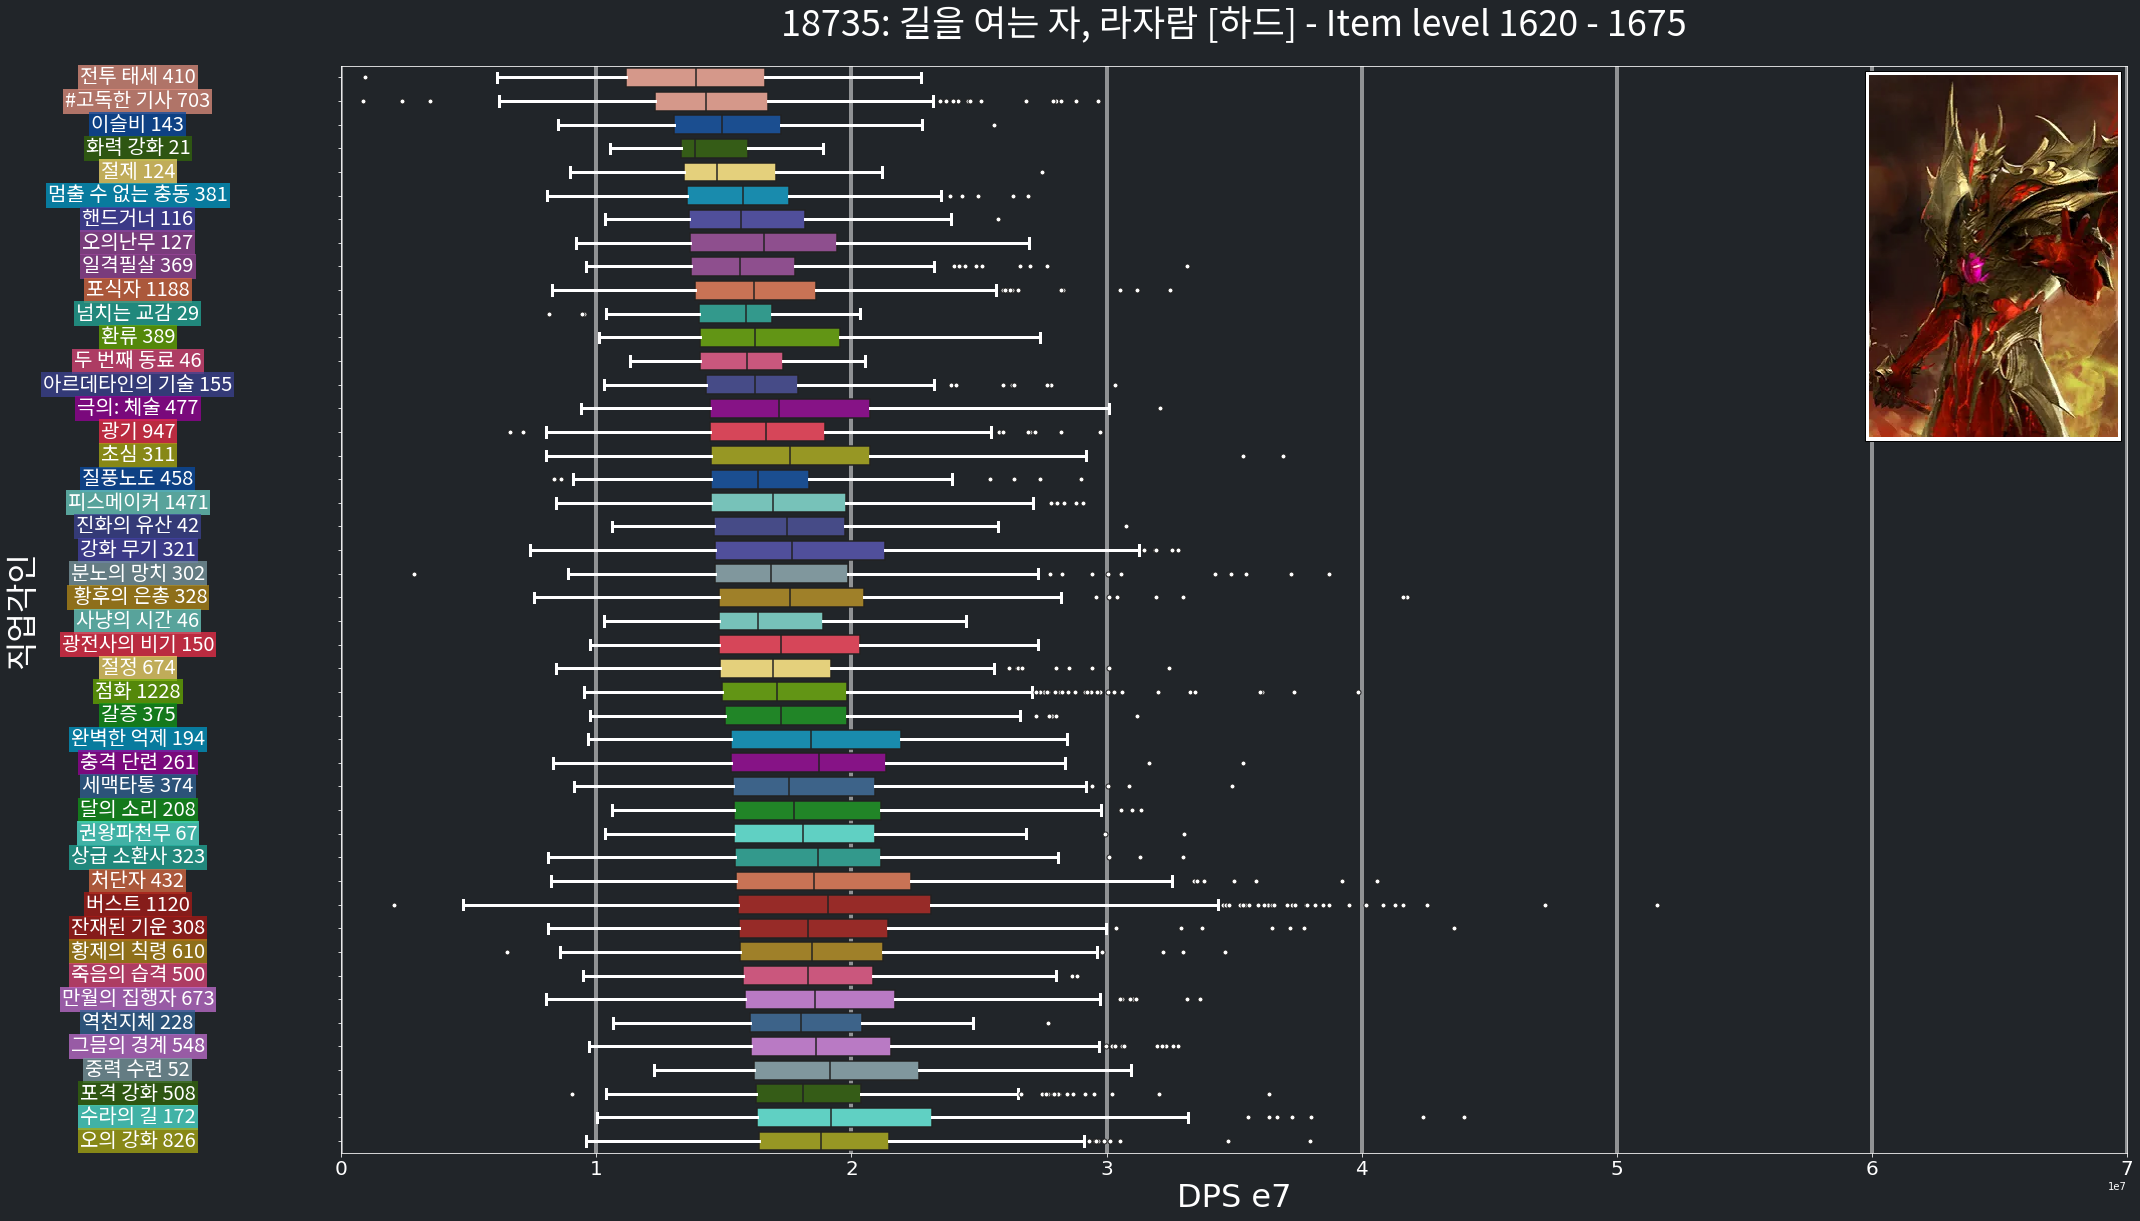 18735: 길을 여는 자, 라자람 [하드] - Item level 1620 - 1675
전투 태세 410
#고독한 기사 703
이슬비 143
화력 강화 21
절제 124
멈출 수 없는 충동 381
핸드거너 116
오의난무 127
일격필살 369
포식자 1188
넘치는 교감 29
환류 389
두 번째 동료 46
아르데타인의 기술 155
극의: 체술 477
광기 947
초심 311
질풍노도 458
피스메이커 1471
진화의 유산 42
강화 무기 321
분노의 망치 302
황후의 은총 328
사냥의 시간 46
광전사의 비기 150
절정 674
점화 1228
갈증 375
완벽한 억제 194
충격 단련 261
세맥타통 374
달의 소리 208
권왕파천무 67
상급 소환사 323
처단자 432
버스트 1120
잔재된 기운 308
황제의 칙령 610
죽음의 습격 500
만월의 집행자 673
역천지체 228
그믐의 경계 548
중력 수련 52
포격 강화 508
수라의 길 172
오의 강화 826
직업각인
0 1 2 3 4 5 6 7
1e7
DPS e7